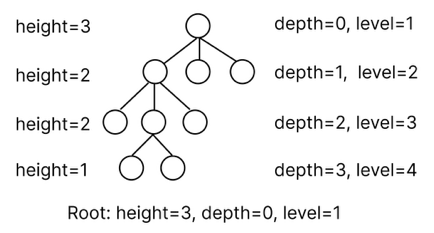 height=3 depth=0, level=1
height=2 depth=1, level=2
height=2 depth=2, level=3
height=1 depth=3, level=4
Root: height=3, depth=0, level=1